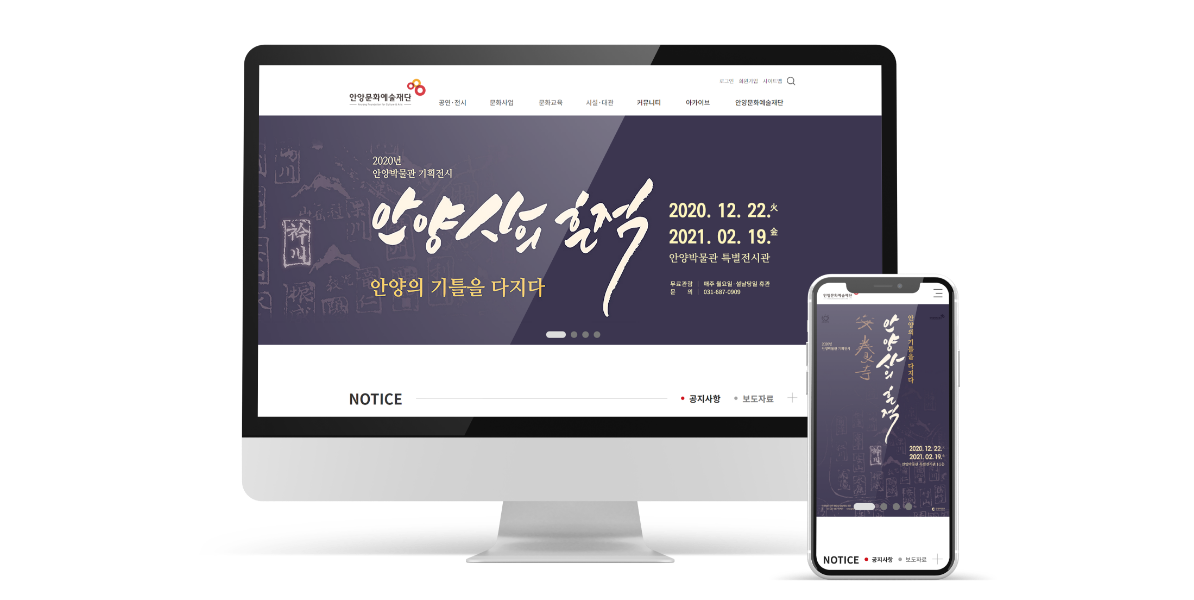 로그인 회원가입 사이트맵
안양문화예술재단
공연·전시 문화사업 문화교육 시설·대관 커뮤니티 아카이브 안양문화예술재단
2020년
안양박물관 기획전시
안양사의 흔적
안양의 기틀을 다지다
2020. 12. 22.火
2021. 02. 19.金
안양박물관 특별전시관
무료관람 매주 월요일·설날당일 휴관
문 의 031-687-0909
衿川
NOTICE
공지사항 보도자료
안양문화예술재단
안양의 기틀을 다지다
안양사의 흔적
安養寺
2020. 12. 22.
2021. 02. 19.
NOTICE 공지사항 보도자료